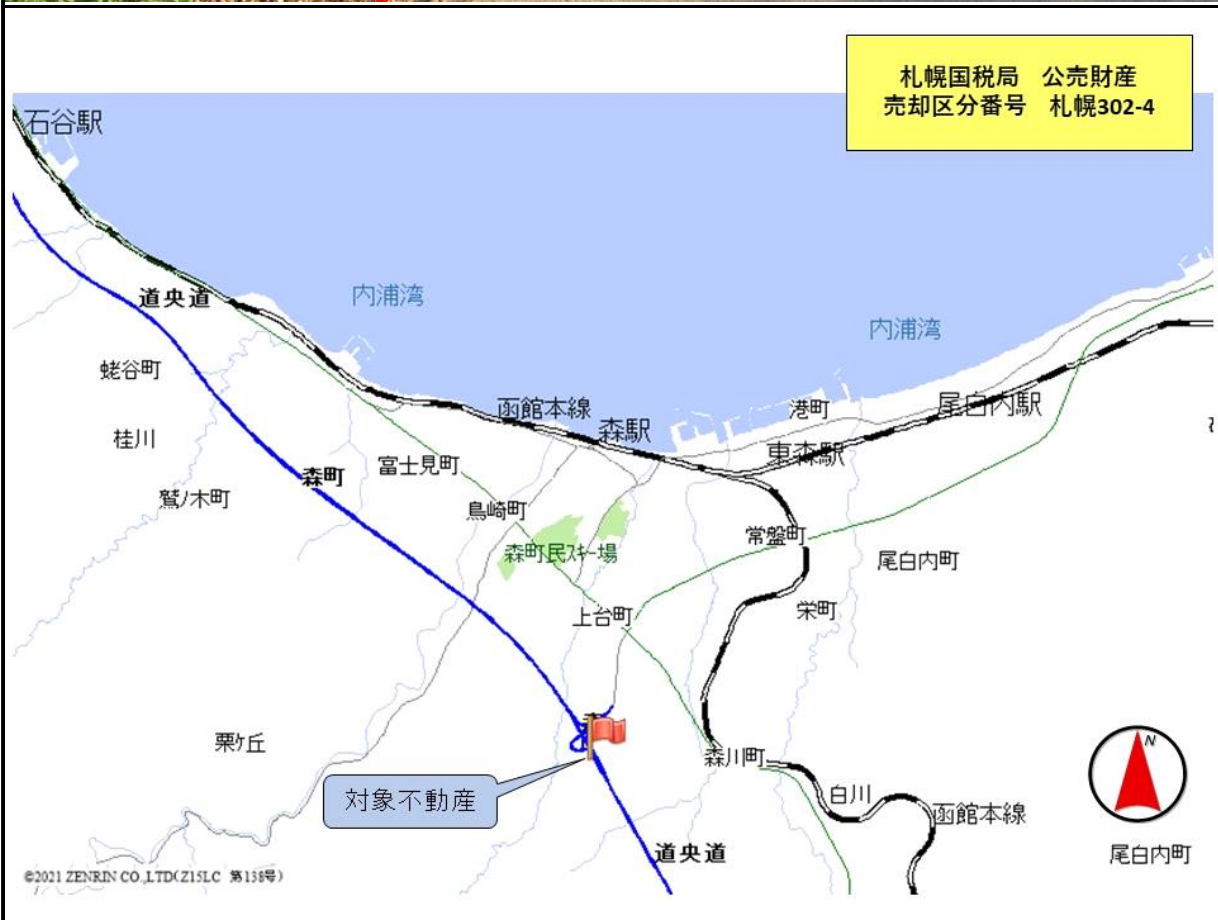 札幌国税局　公売財産
売却区分番号　札幌302-4
石谷駅
道央道
内浦湾
内浦湾
蛯谷町
函館本線
森駅
港町
尾白内駅
桂川
東森駅
森町
富士見町
鷲ノ木町
鳥崎町
常盤町
森町民スキー場
尾白内町
上台町
栄町
栗ケ丘
森川町
N
対象不動産
白川
函館本線
道央道
尾白内町
©2021 ZENRIN CO.,LTD(Z15LC 第138号)